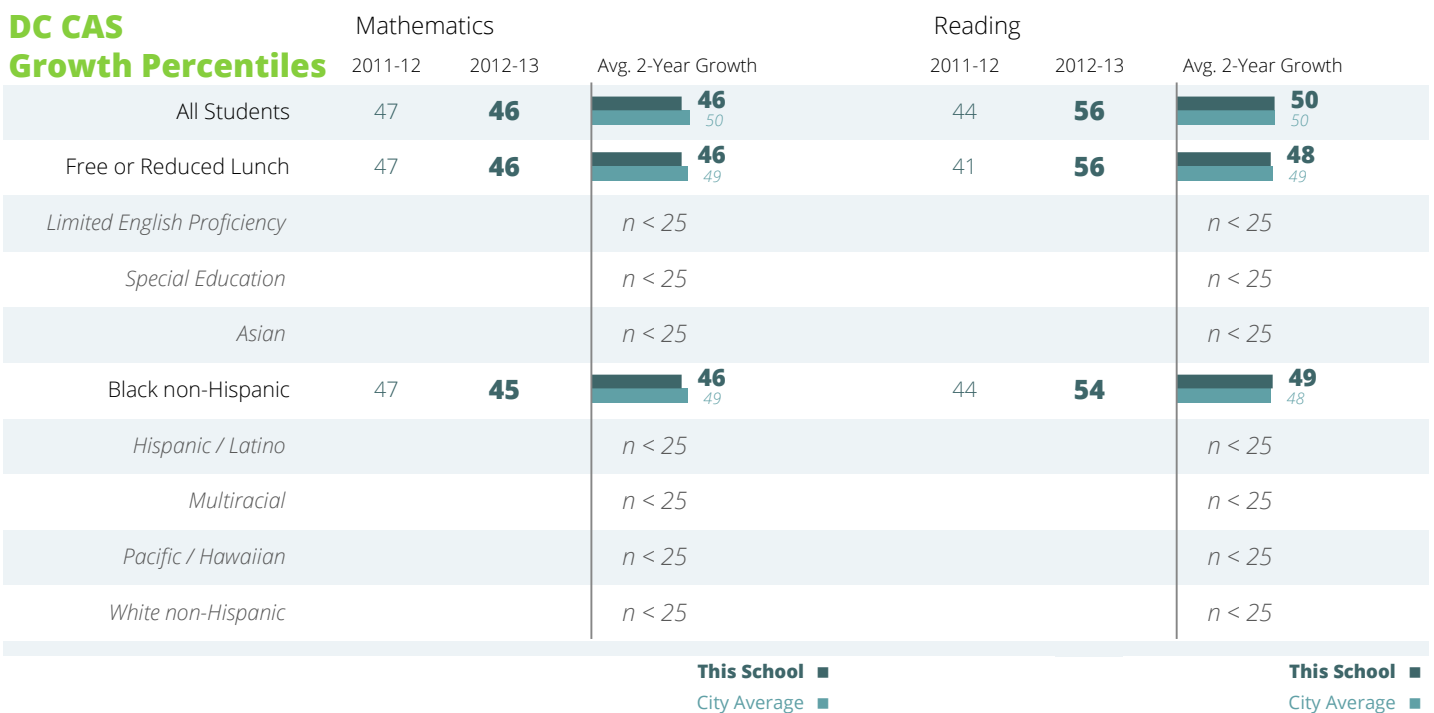 DC CAS Mathematics Reading
Growth Percentiles 2011-12 2012-13 Avg. 2-Year Growth 2011-12 2012-13 Avg. 2-Year Growth
All Students 47 46 46 50 44 56 50 50
Free or Reduced Lunch 47 46 46 49 41 56 48 49
Limited English Proficiency n < 25 n < 25
Special Education n < 25 n < 25
Asian n < 25 n < 25
Black non-Hispanic 47 45 46 49 44 54 49 48
Hispanic / Latino n < 25 n < 25
Multiracial n < 25 n < 25
Pacific / Hawaiian n < 25 n < 25
White non-Hispanic n < 25 n < 25
This School This School
City Average City Average